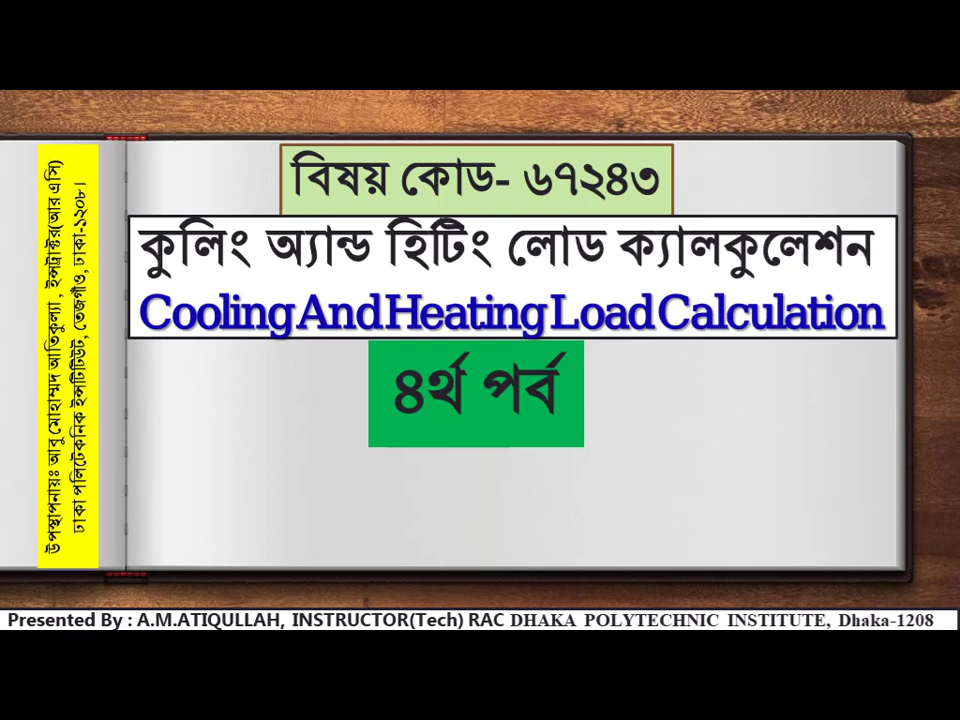 উপস্থাপনায়ঃ আবু মোহাম্মদ আতিকুল্যা , ইন্সট্রাক্টর(আর এসি)
ঢাকা পলিটেকনিক ইন্সটিটিউট, তেজগাঁও, ঢাকা-১২০৮।
বিষয় কোড- ৬৭২৪৩
কুলিং অ্যান্ড হিটিং লোড ক্যালকুলেশন
Cooling And Heating Load Calculation
৪র্থ পর্ব
Presented By : A.M.ATIQULLAH, INSTRUCTOR(Tech) RAC DHAKA POLYTECHNIC INSTITUTE, Dhaka-1208